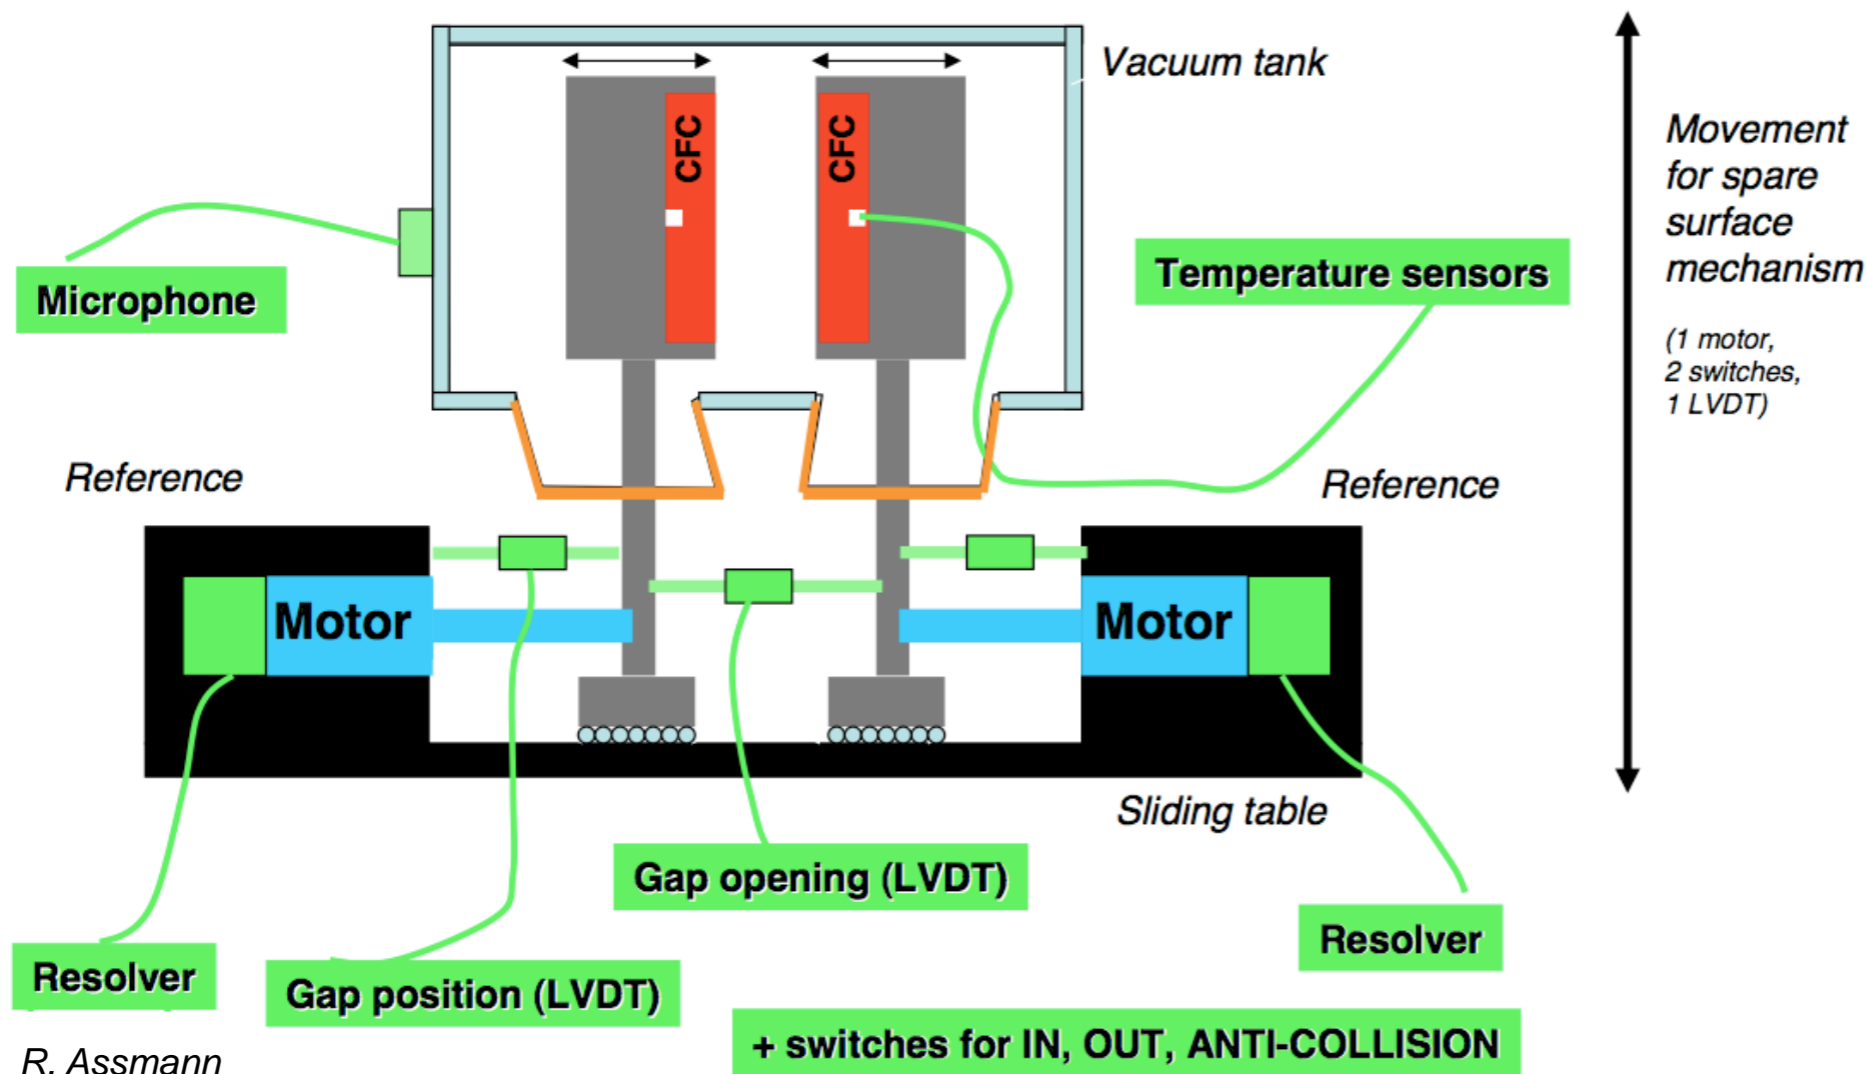 Vacuum tank
CFC
CFC
Movement
for spare
surface
mechanism
(1 motor,
2 switches,
1 LVDT)
Microphone
Temperature sensors
Reference
Reference
Motor
Motor
Sliding table
Gap opening (LVDT)
Resolver
Resolver
Gap position (LVDT)
+ switches for IN, OUT, ANTI-COLLISION
R. Assmann